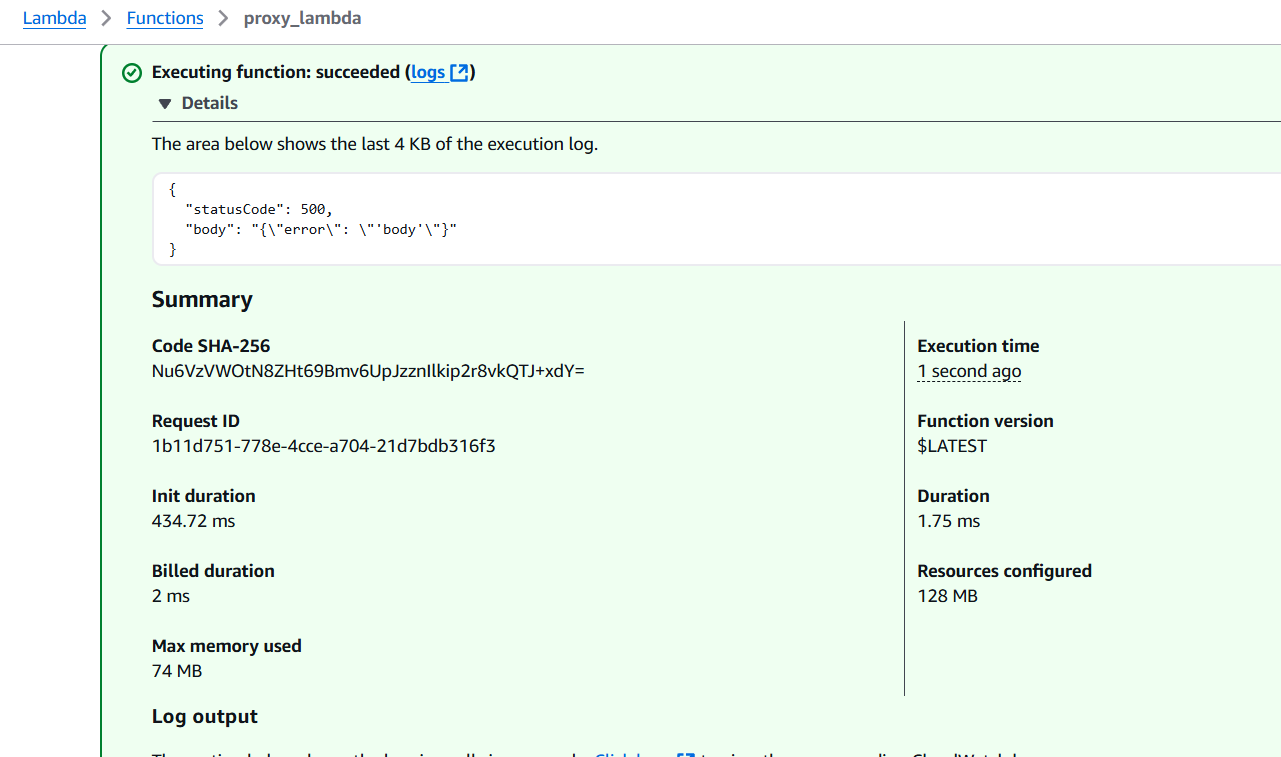 Lambda > Functions > proxy_lambda
Executing function: succeeded (logs)
Details
The area below shows the last 4 KB of the execution log.
{
"statusCode": 500,
"body": "{\"error\": \"'body'\"}"
}
Summary
Code SHA-256
Nu6VzVWOtN8ZHt69Bmv6UpJzznIlkip2r8vkQTJ+xdY=
Request ID
1b11d751-778e-4cce-a704-21d7bdb316f3
Init duration
434.72 ms
Billed duration
2 ms
Max memory used
74 MB
Execution time
1 second ago
Function version
$LATEST
Duration
1.75 ms
Resources configured
128 MB
Log output